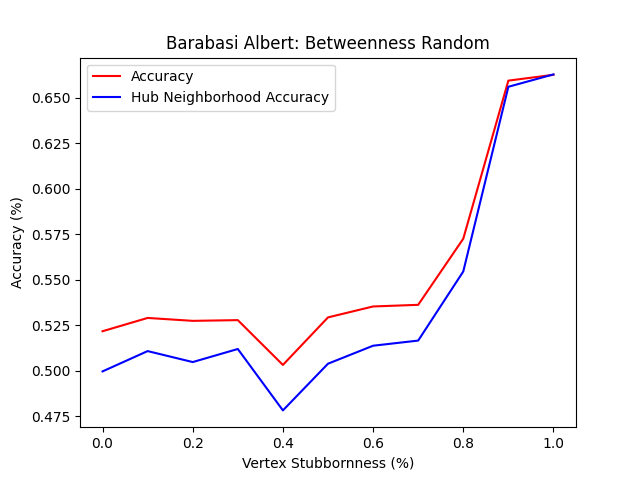 Barabasi Albert: Betweenness Random
Accuracy
Hub Neighborhood Accuracy
Accuracy (%)
0.650
0.625
0.600
0.575
0.550
0.525
0.500
0.475
0.0 0.2 0.4 0.6 0.8 1.0
Vertex Stubbornness (%)